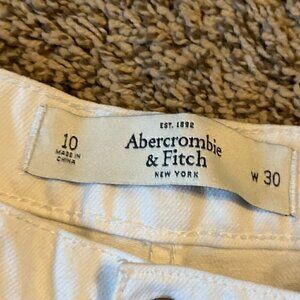 10
MADE IN
CHINA
EST. 1892
Abercrombie
& Fitch
NEW YORK
W 30